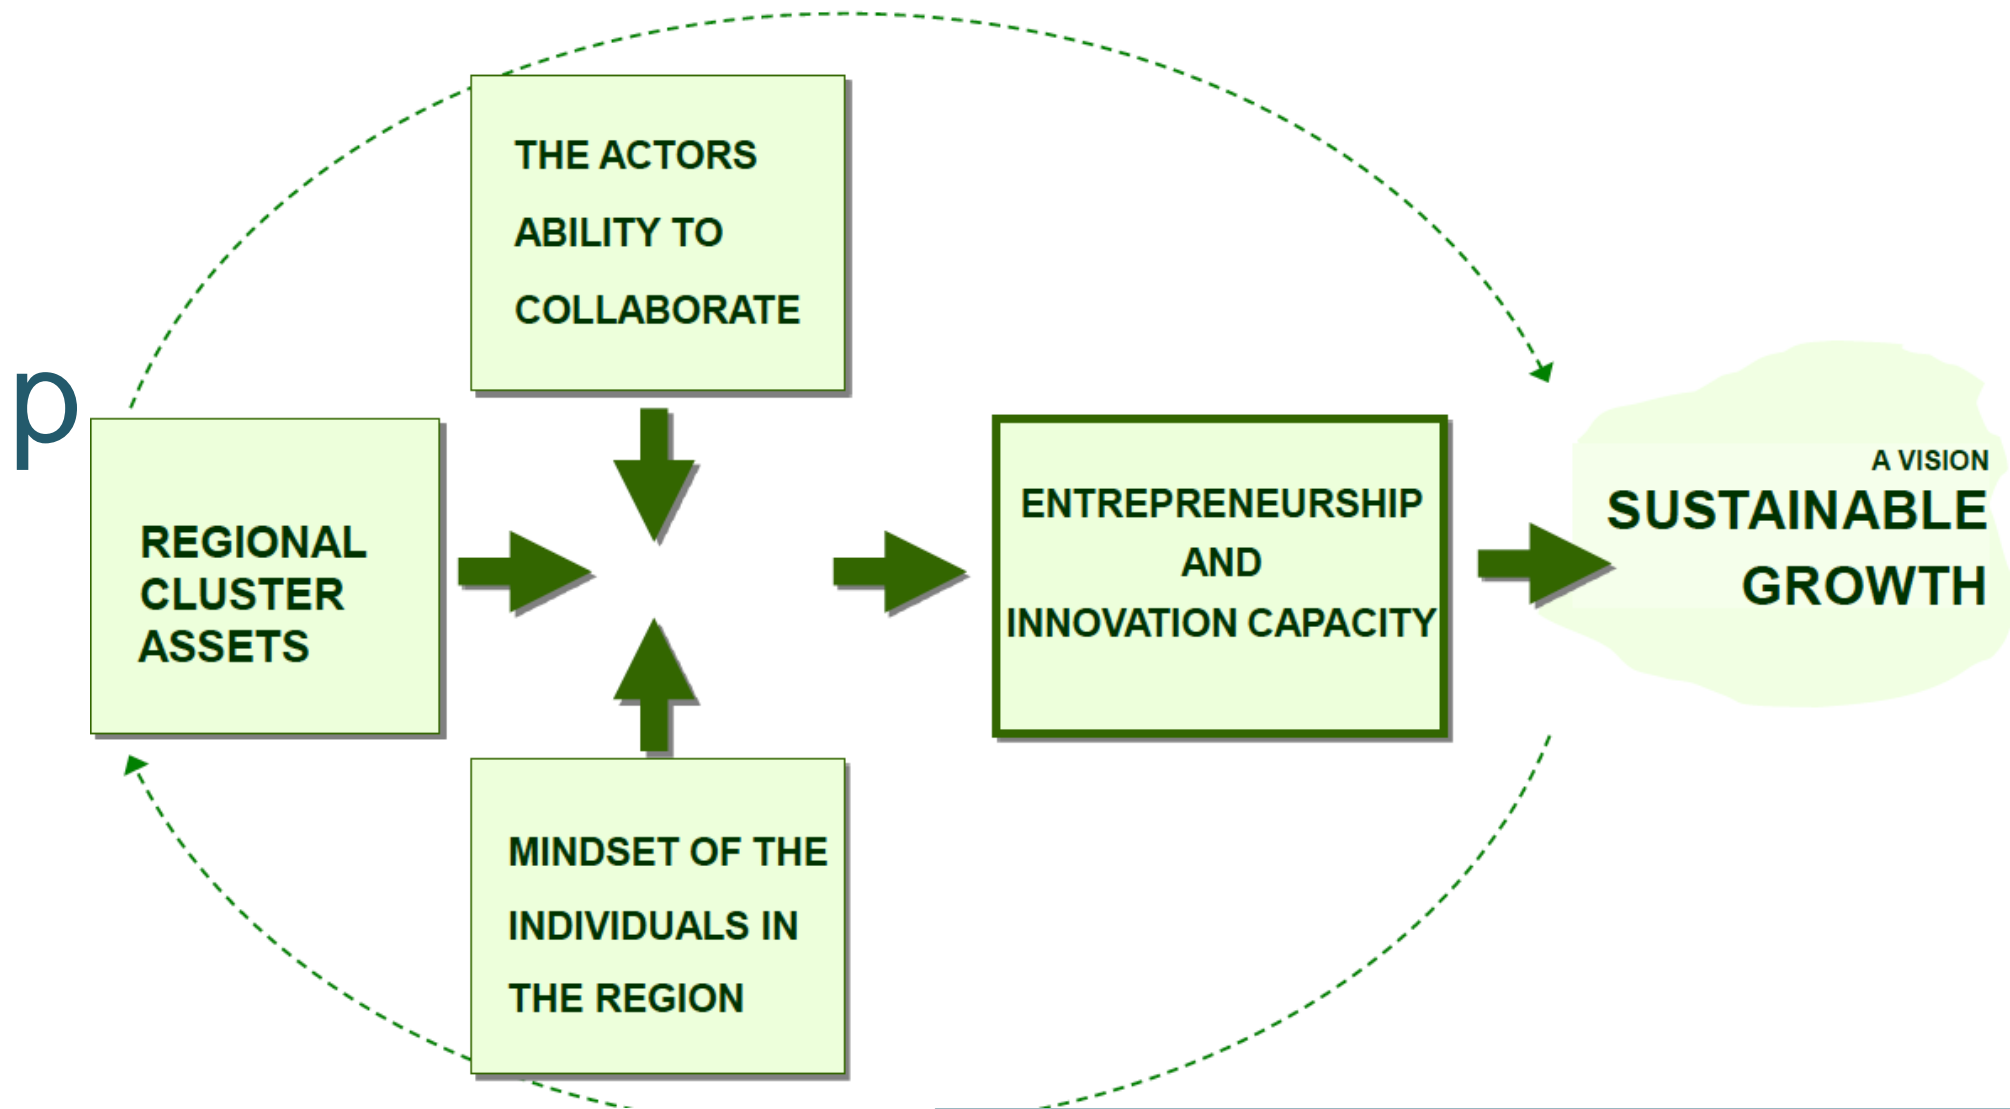 THE ACTORS
ABILITY TO
COLLABORATE
p
REGIONAL
CLUSTER
ASSETS
ENTREPRENEURSHIP
AND
INNOVATION CAPACITY
A VISION
SUSTAINABLE
GROWTH
MINDSET OF THE
INDIVIDUALS IN
THE REGION